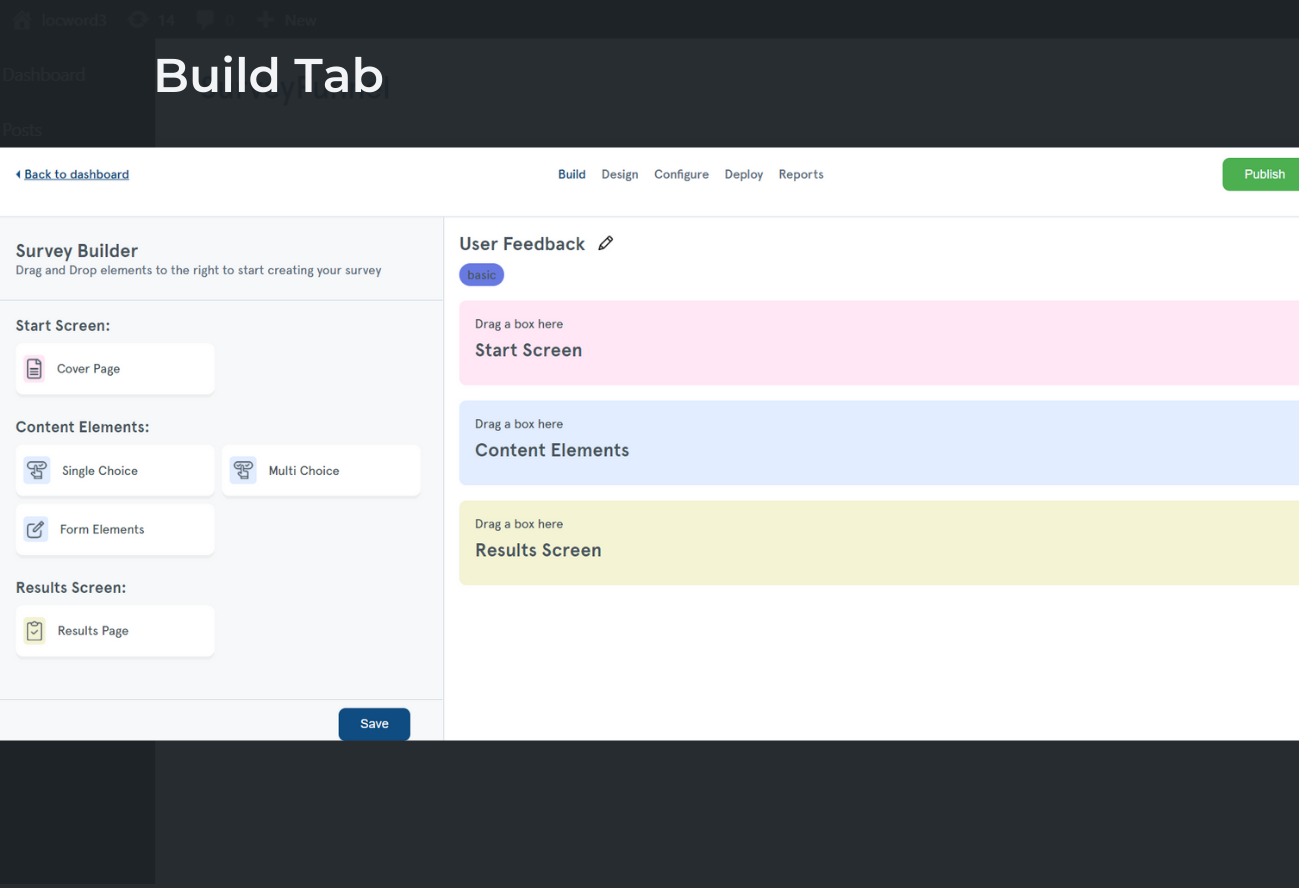 locword3 14 0 New
Dashboard
Build Tab
SurveyFunnel
Posts
Back to dashboard
Build Design Configure Deploy Reports
Publish
Survey Builder
Drag and Drop elements to the right to start creating your survey
User Feedback
basic
Start Screen:
Cover Page
Content Elements:
Single Choice
Multi Choice
Form Elements
Results Screen:
Results Page
Save
Drag a box here
Start Screen
Drag a box here
Content Elements
Drag a box here
Results Screen